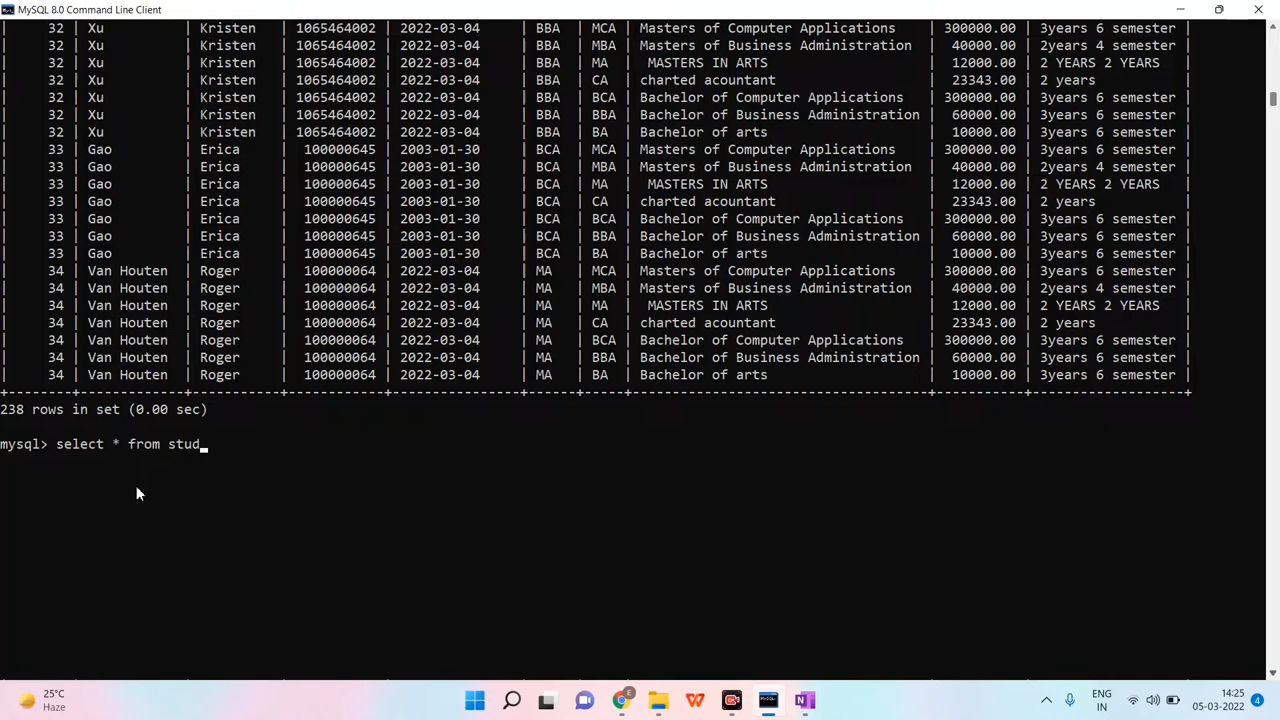 MySQL 8.0 Command Line Client
| 32 | Xu | Kristen | 1065464002 | 2022-03-04 | BBA | MCA | Masters of Computer Applications | 300000.00 | 3years 6 semester |
| 32 | Xu | Kristen | 1065464002 | 2022-03-04 | BBA | MBA | Masters of Business Administration | 40000.00 | 2years 4 semester |
| 32 | Xu | Kristen | 1065464002 | 2022-03-04 | BBA | MA | MASTERS IN ARTS | 12000.00 | 2 YEARS 2 YEARS |
| 32 | Xu | Kristen | 1065464002 | 2022-03-04 | BBA | CA | charted acountant | 23343.00 | 2 years |
| 32 | Xu | Kristen | 1065464002 | 2022-03-04 | BBA | BCA | Bachelor of Computer Applications | 300000.00 | 3years 6 semester |
| 32 | Xu | Kristen | 1065464002 | 2022-03-04 | BBA | BBA | Bachelor of Business Administration | 60000.00 | 3years 6 semester |
| 32 | Xu | Kristen | 1065464002 | 2022-03-04 | BBA | BA | Bachelor of arts | 10000.00 | 3years 6 semester |
| 33 | Gao | Erica | 100000645 | 2003-01-30 | BCA | MCA | Masters of Computer Applications | 300000.00 | 3years 6 semester |
| 33 | Gao | Erica | 100000645 | 2003-01-30 | BCA | MBA | Masters of Business Administration | 40000.00 | 2years 4 semester |
| 33 | Gao | Erica | 100000645 | 2003-01-30 | BCA | MA | MASTERS IN ARTS | 12000.00 | 2 YEARS 2 YEARS |
| 33 | Gao | Erica | 100000645 | 2003-01-30 | BCA | CA | charted acountant | 23343.00 | 2 years |
| 33 | Gao | Erica | 100000645 | 2003-01-30 | BCA | BCA | Bachelor of Computer Applications | 300000.00 | 3years 6 semester |
| 33 | Gao | Erica | 100000645 | 2003-01-30 | BCA | BBA | Bachelor of Business Administration | 60000.00 | 3years 6 semester |
| 33 | Gao | Erica | 100000645 | 2003-01-30 | BCA | BA | Bachelor of arts | 10000.00 | 3years 6 semester |
| 34 | Van Houten | Roger | 100000064 | 2022-03-04 | MA | MCA | Masters of Computer Applications | 300000.00 | 3years 6 semester |
| 34 | Van Houten | Roger | 100000064 | 2022-03-04 | MA | MBA | Masters of Business Administration | 40000.00 | 2years 4 semester |
| 34 | Van Houten | Roger | 100000064 | 2022-03-04 | MA | MA | MASTERS IN ARTS | 12000.00 | 2 YEARS 2 YEARS |
| 34 | Van Houten | Roger | 100000064 | 2022-03-04 | MA | CA | charted acountant | 23343.00 | 2 years |
| 34 | Van Houten | Roger | 100000064 | 2022-03-04 | MA | BCA | Bachelor of Computer Applications | 300000.00 | 3years 6 semester |
| 34 | Van Houten | Roger | 100000064 | 2022-03-04 | MA | BBA | Bachelor of Business Administration | 60000.00 | 3years 6 semester |
| 34 | Van Houten | Roger | 100000064 | 2022-03-04 | MA | BA | Bachelor of arts | 10000.00 | 3years 6 semester |
238 rows in set (0.00 sec)
mysql> select * from stud_
25°C
Haze
ENG
IN
14:25
05-03-2022
4